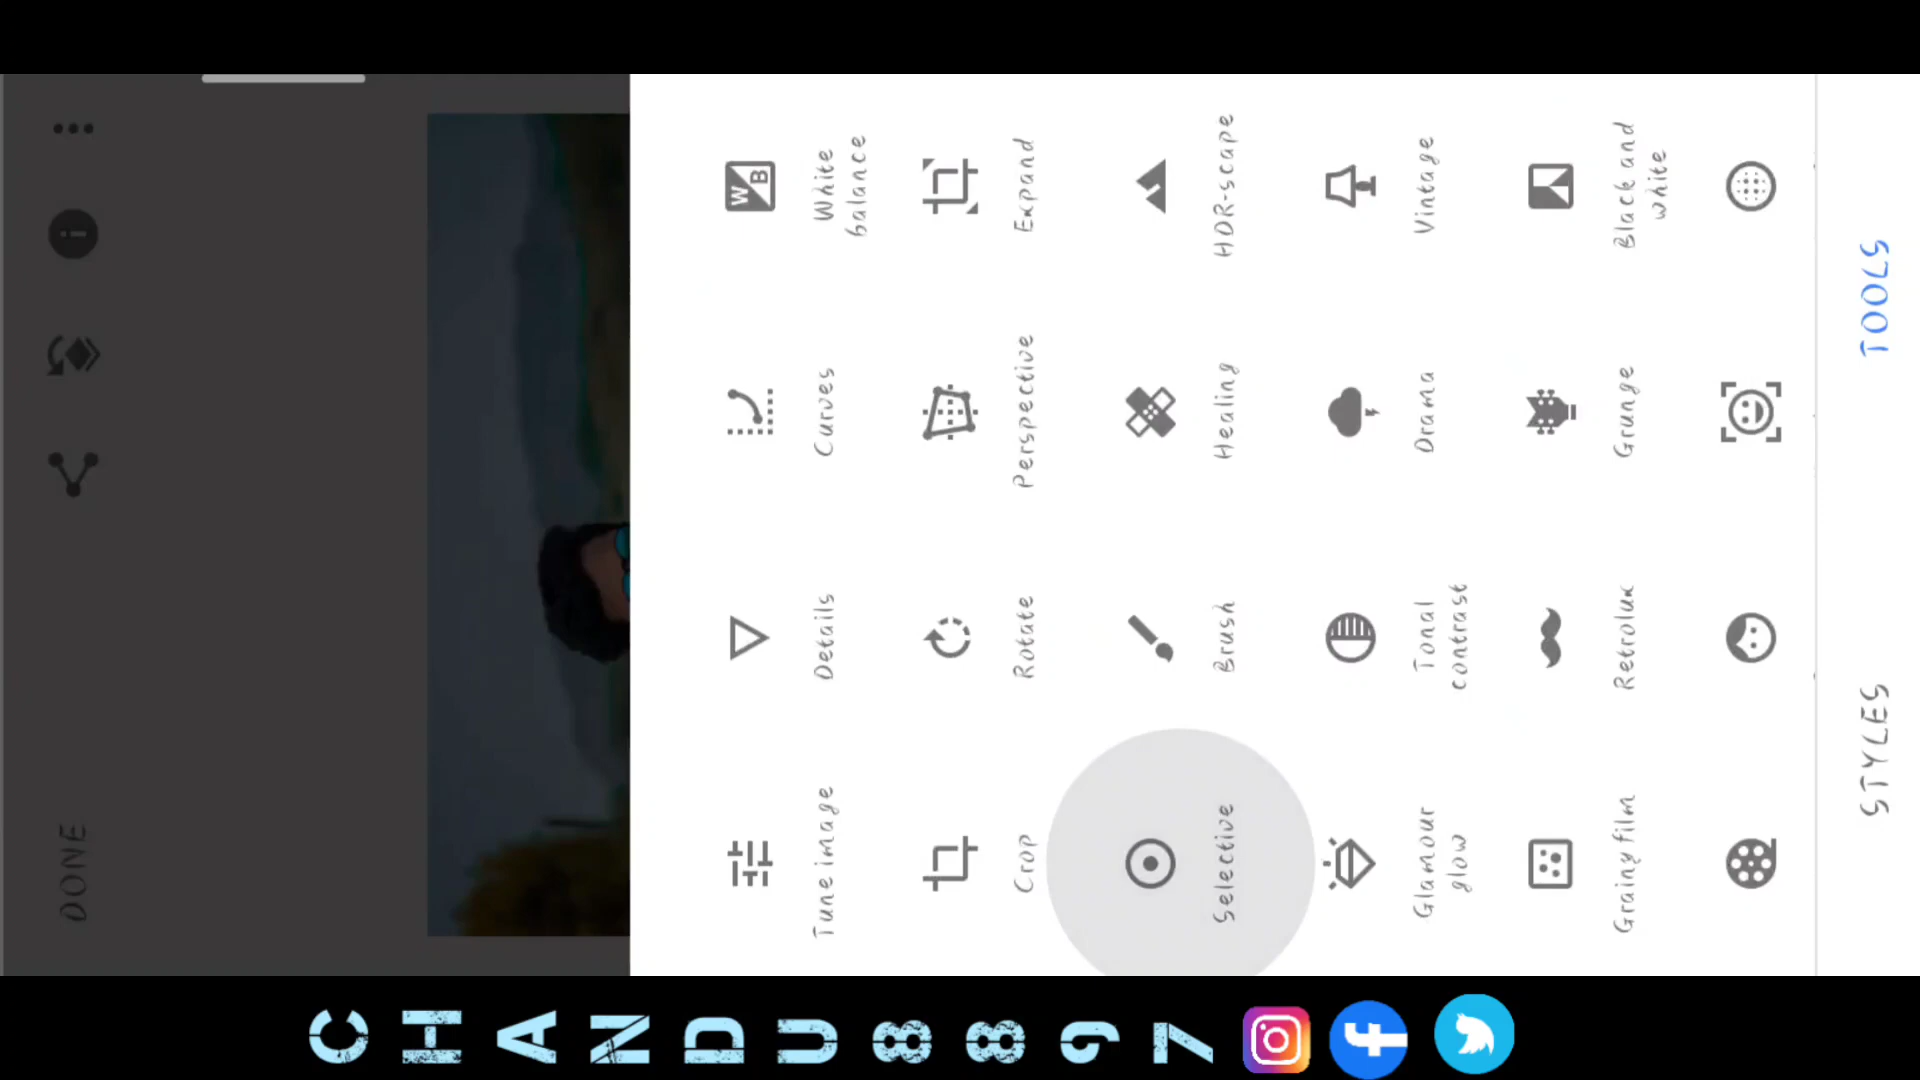 DONE
Tune image
Details
Curves
White
balance
Crop
Rotate
Perspective
Expand
Selective
Brush
Healing
HDR-scape
Glamour
glow
Tonal
contrast
Drama
Vintage
Grainy film
Retrolux
Grunge
Black and
white
STYLES
TOOLS
CHANDU8897